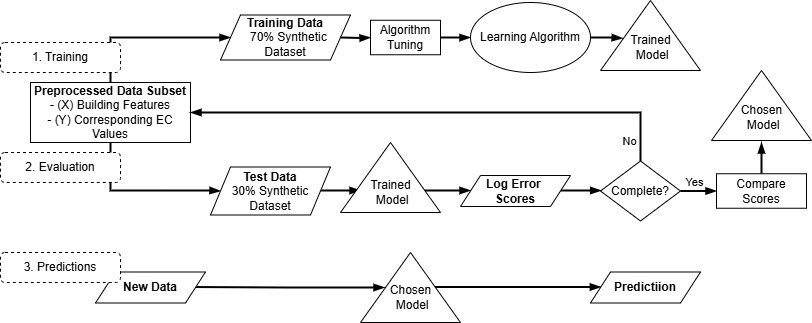 1. Training
Training Data
70% Synthetic
Dataset
Algorithm
Tuning
Learning Algorithm
Trained
Model
Preprocessed Data Subset
- (X) Building Features
- (Y) Corresponding EC
Values
2. Evaluation
Test Data
30% Synthetic
Dataset
Trained
Model
Log Error
Scores
Complete?
No
Yes
Compare
Scores
Chosen
Model
3. Predictions
New Data
Chosen
Model
Predictiion